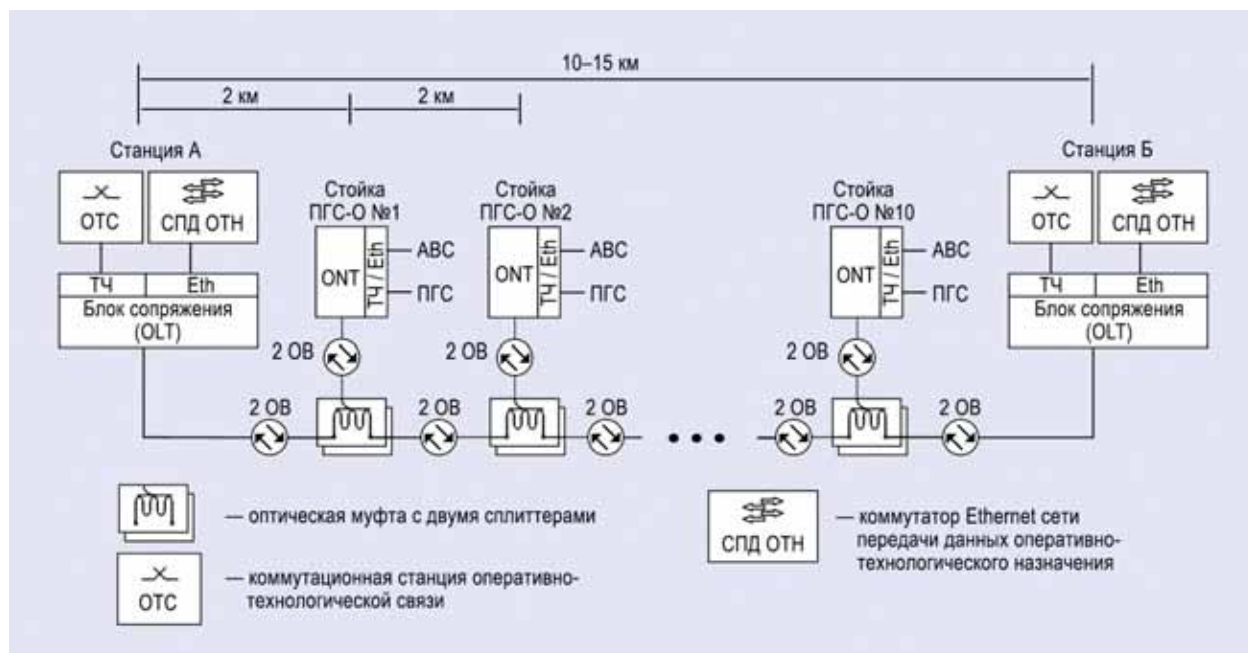 10–15 км
2 км
2 км
Станция А
ОТС
СПД ОТН
ТЧ
Eth
Блок сопряжения
(OLT)
Стойка
ПГС-О №1
ONT
ТЧ / Eth
АВС
ПГС
2 ОВ
Стойка
ПГС-О №2
ONT
ТЧ / Eth
АВС
ПГС
2 ОВ
Стойка
ПГС-О №10
ONT
ТЧ / Eth
АВС
ПГС
2 ОВ
Станция Б
ОТС
СПД ОТН
ТЧ
Eth
Блок сопряжения
(OLT)
2 ОВ
2 ОВ
2 ОВ
2 ОВ
2 ОВ
— оптическая муфта с двумя сплиттерами
ОТС
— коммутационная станция оперативно-
технологической связи
СПД ОТН
— коммутатор Ethernet сети
передачи данных оперативно-
технологического назначения